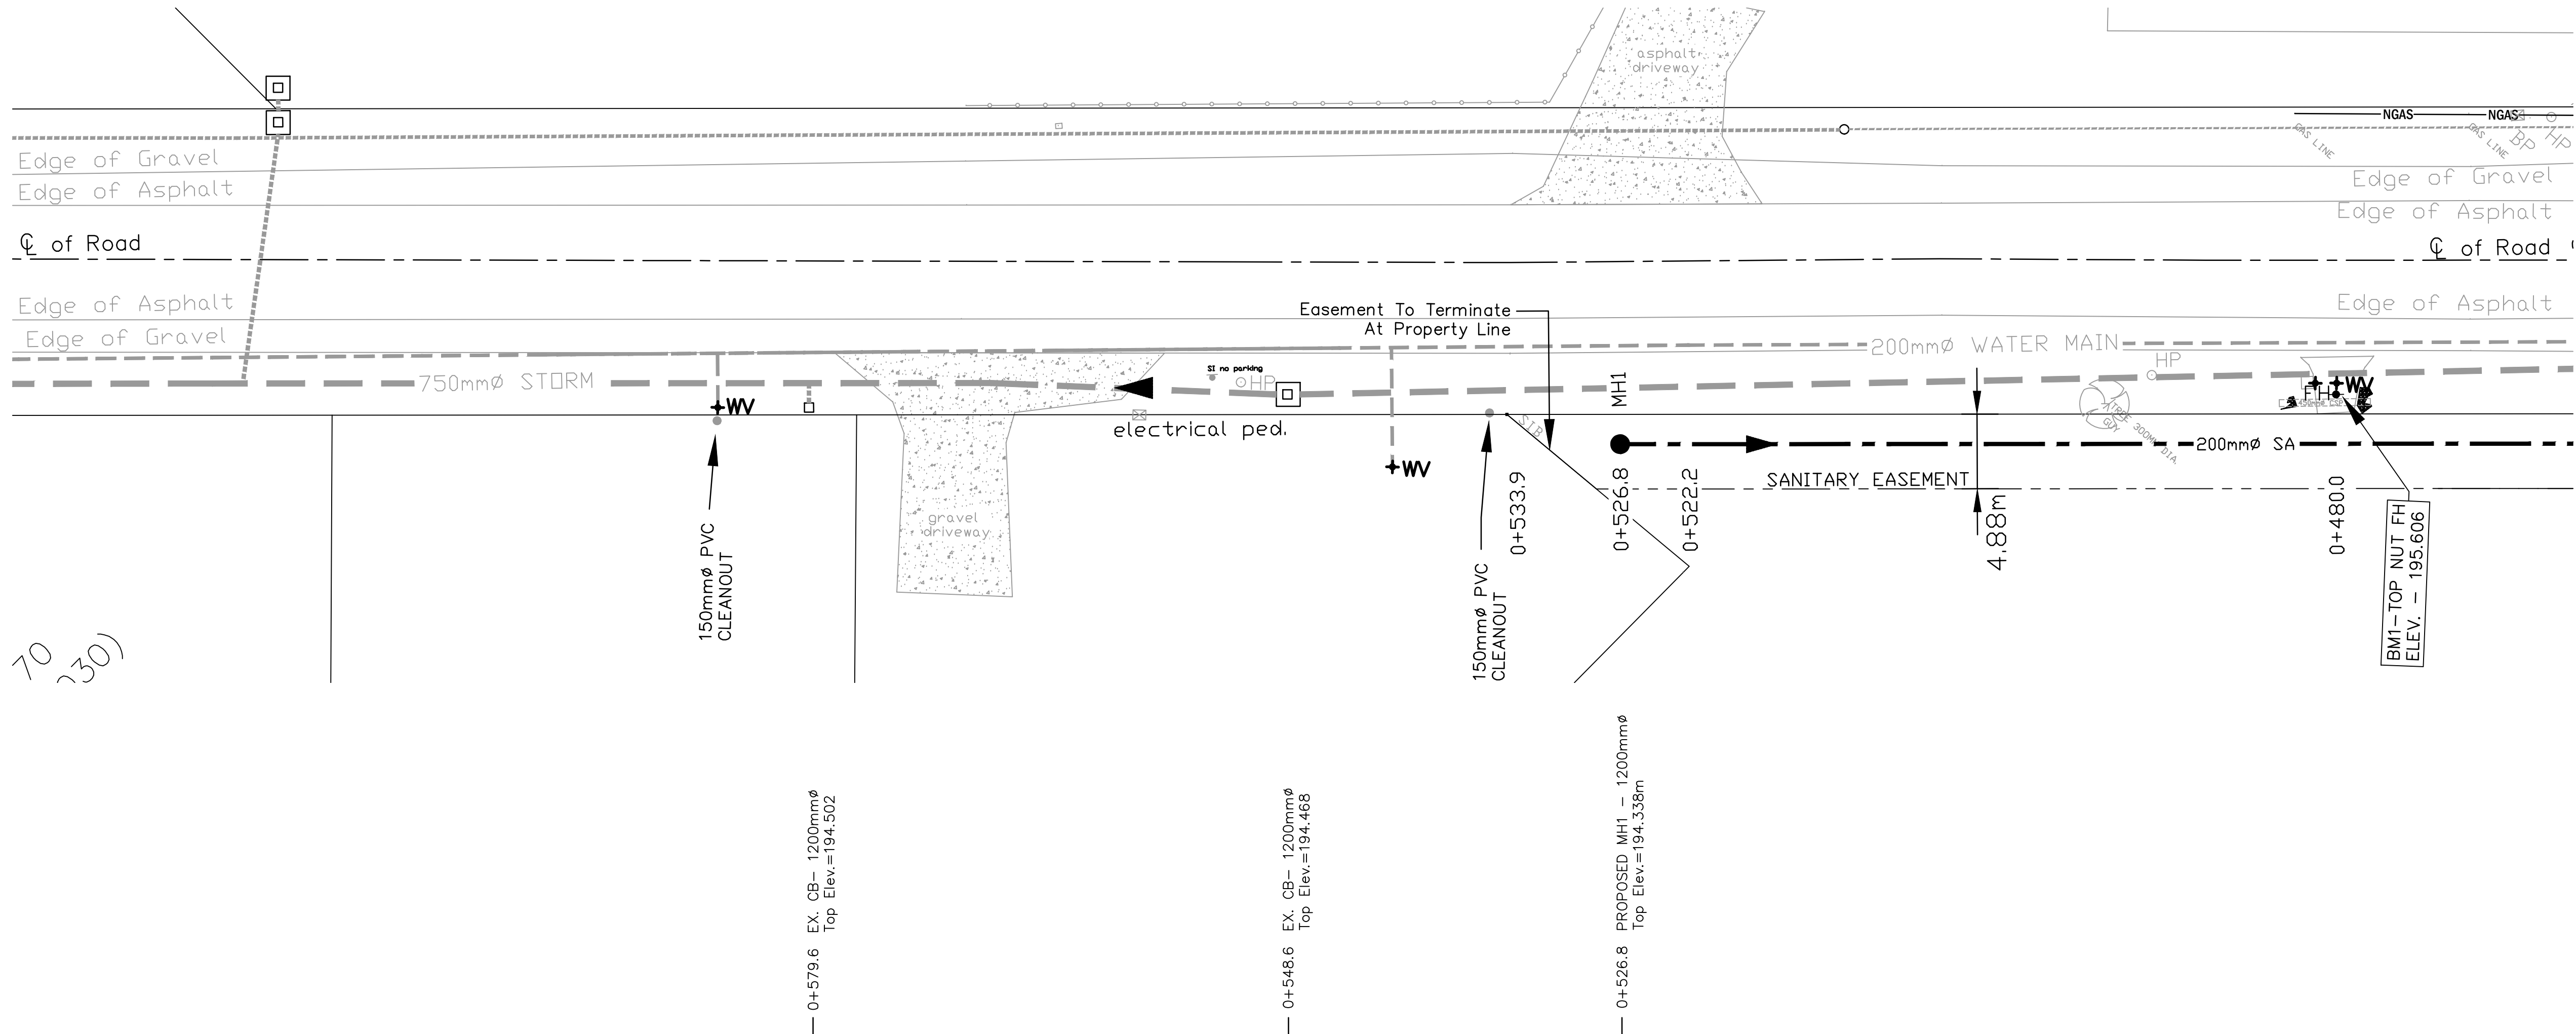 asphalt
driveway
NGAS
NGAS
GAS LINE
GAS LINE
BP
HP
Edge of Gravel
Edge of Asphalt
Edge of Gravel
Edge of Asphalt
℄ of Road
℄ of Road
Edge of Asphalt
Edge of Gravel
Easement To Terminate
At Property Line
Edge of Asphalt
200mmø WATER MAIN
750mmø STORM
SI no parking
HP
MH1
HP
WV
FH
WV
electrical ped.
SIB
TREE 300MM DIA.
GUY
200mmø SA
WV
SANITARY EASEMENT
gravel
driveway
150mmø PVC
CLEANOUT
150mmø PVC
CLEANOUT
0+533.9
0+526.8
0+522.2
4.88m
0+480.0
BM1-TOP NUT FH
ELEV. - 195.606
70
30)
0+579.6 EX. CB- 1200mmø
Top Elev.=194.502
0+548.6 EX. CB- 1200mmø
Top Elev.=194.468
0+526.8 PROPOSED MH1 - 1200mmø
Top Elev.=194.338m